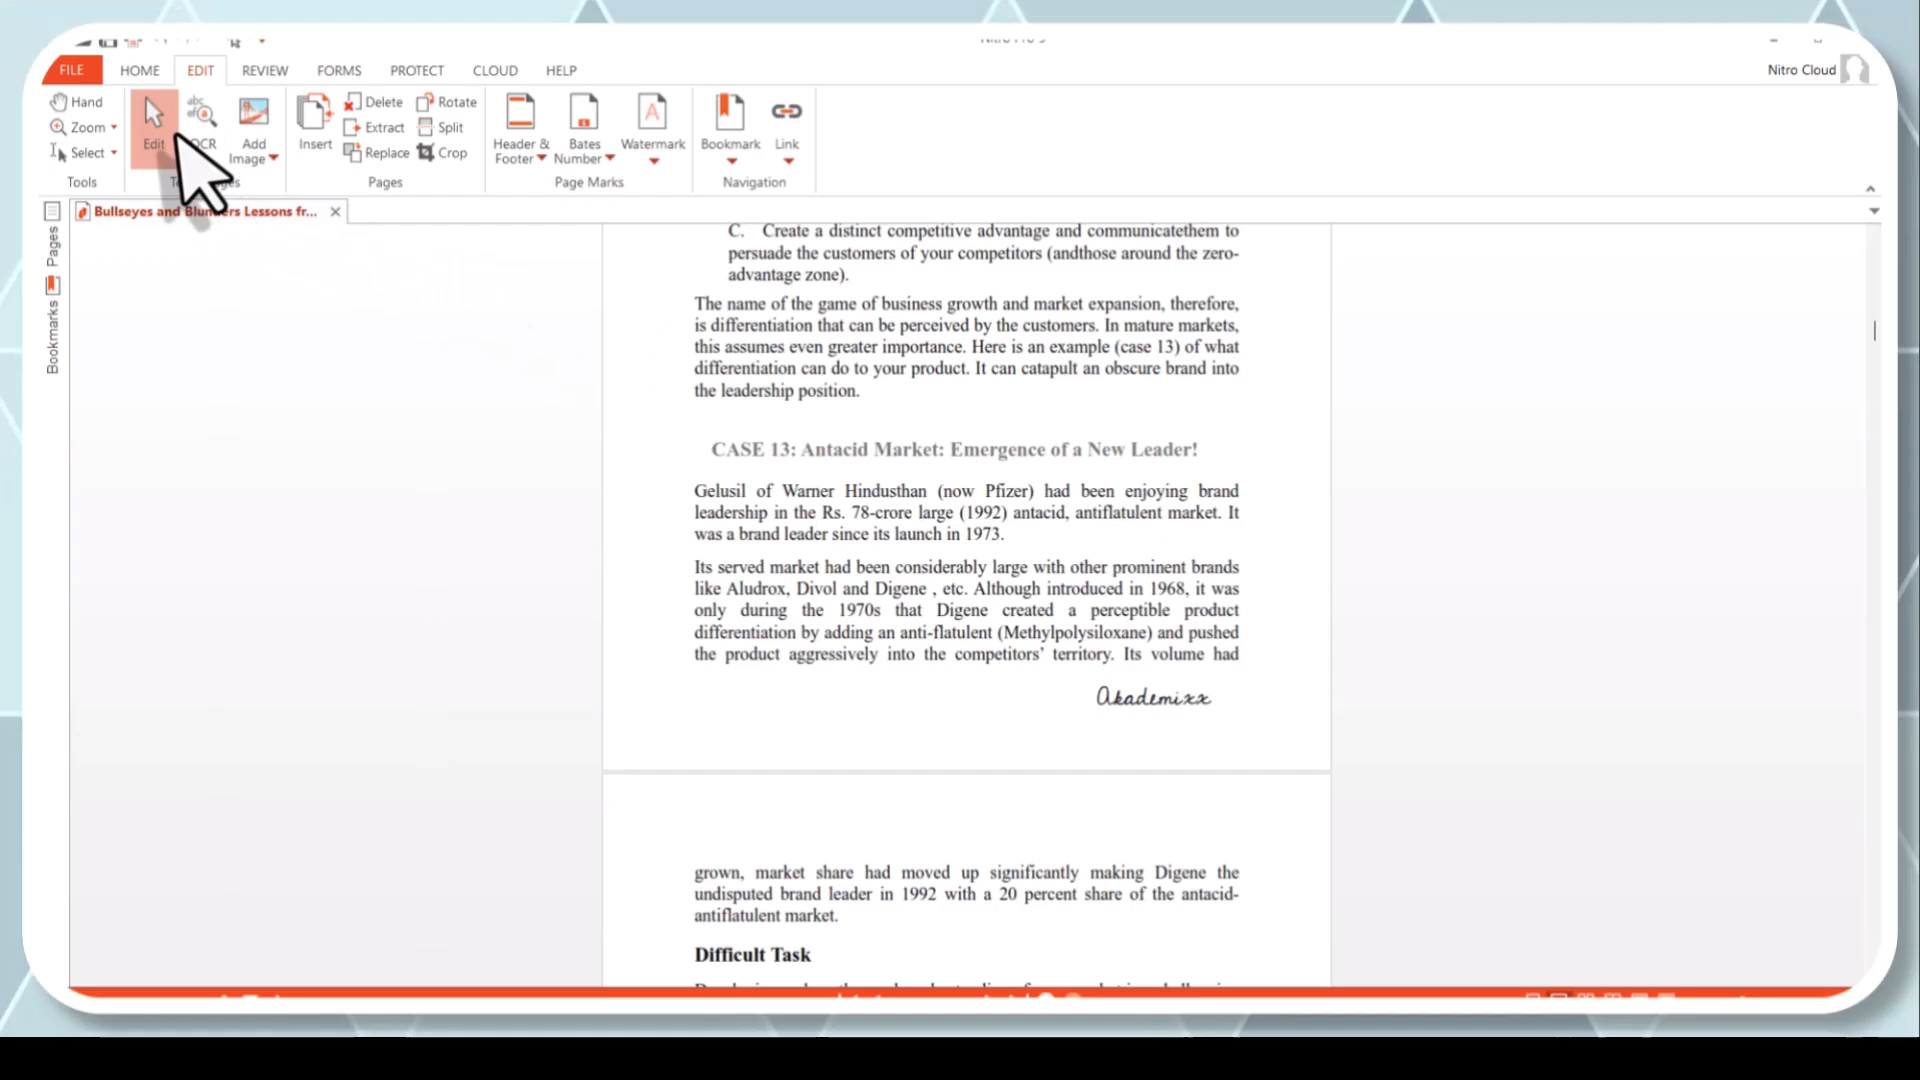 FILE HOME EDIT REVIEW FORMS PROTECT CLOUD HELP
Nitro Cloud
Hand
Zoom
Select
Tools
Edit
OCR
Add
Image
Insert
Delete
Extract
Replace
Rotate
Split
Crop
Pages
Header &
Footer
Bates
Number
Watermark
Page Marks
Bookmark
Link
Navigation
Bullseyes and Blunders Lessons fr...
Pages
Bookmarks
C. Create a distinct competitive advantage and communicatethem to
persuade the customers of your competitors (andthose around the zero-
advantage zone).
The name of the game of business growth and market expansion, therefore,
is differentiation that can be perceived by the customers. In mature markets,
this assumes even greater importance. Here is an example (case 13) of what
differentiation can do to your product. It can catapult an obscure brand into
the leadership position.
CASE 13: Antacid Market: Emergence of a New Leader!
Gelusil of Warner Hindusthan (now Pfizer) had been enjoying brand
leadership in the Rs. 78-crore large (1992) antacid, antiflatulent market. It
was a brand leader since its launch in 1973.
Its served market had been considerably large with other prominent brands
like Aludrox, Divol and Digene , etc. Although introduced in 1968, it was
only during the 1970s that Digene created a perceptible product
differentiation by adding an anti-flatulent (Methylpolysiloxane) and pushed
the product aggressively into the competitors’ territory. Its volume had
Akademixx
grown, market share had moved up significantly making Digene the
undisputed brand leader in 1992 with a 20 percent share of the antacid-
antiflatulent market.
Difficult Task